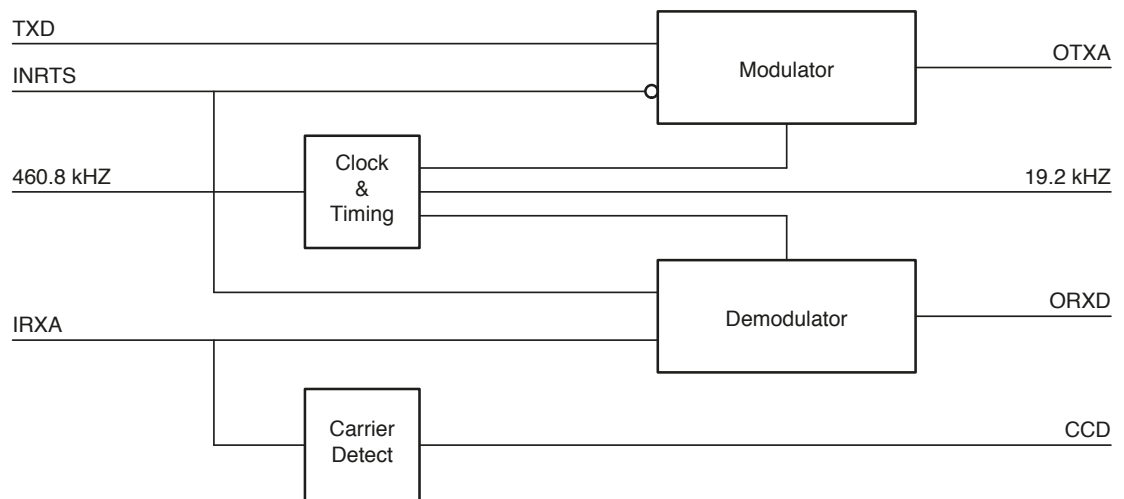 TXD
INRTS
Modulator
OTXA
460.8 kHZ
Clock
&
Timing
19.2 kHZ
IRXA
Demodulator
ORXD
Carrier
Detect
CCD